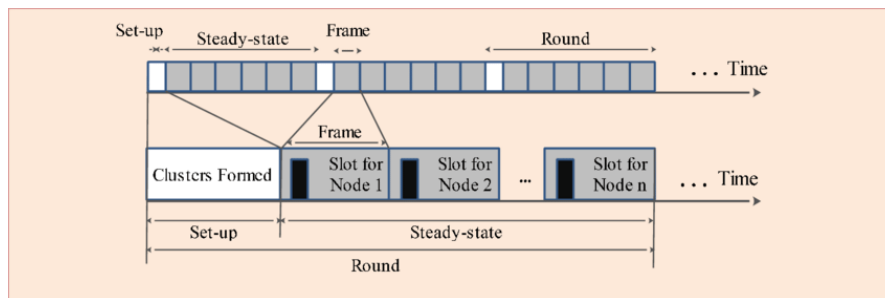 Set-up
Steady-state
Frame
Round
... Time
Frame
Clusters Formed
Slot for
Node 1
Slot for
Node 2
...
Slot for
Node n
... Time
Set-up
Steady-state
Round